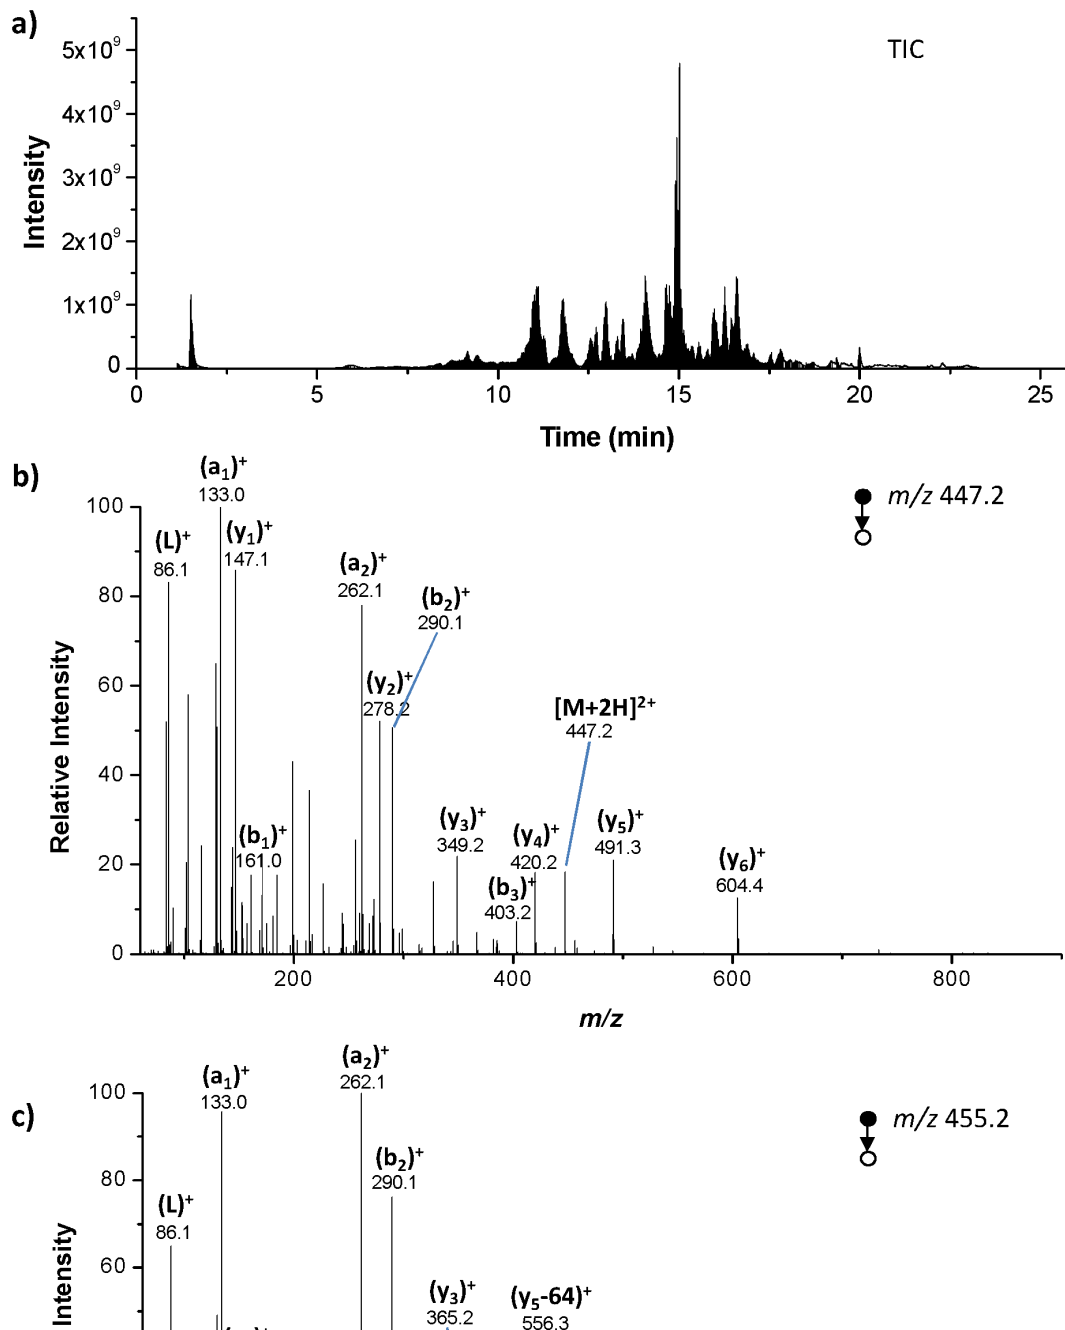 a)
TIC
5x10⁹
4x10⁹
3x10⁹
2x10⁹
1x10⁹
0
Intensity
0 5 10 15 20 25
Time (min)
b)
m/z 447.2
(a₁)⁺
133.0
(y₁)⁺
147.1
(L)⁺
86.1
(a₂)⁺
262.1
(b₂)⁺
290.1
(y₂)⁺
278.2
[M+2H]²⁺
447.2
(b₁)⁺
161.0
(y₃)⁺
349.2
(y₄)⁺
420.2
(b₃)⁺
403.2
(y₅)⁺
491.3
(y₆)⁺
604.4
100
80
60
40
20
0
Relative Intensity
200 400 600 800
m/z
c)
m/z 455.2
(a₂)⁺
262.1
(a₁)⁺
133.0
(b₂)⁺
290.1
(L)⁺
86.1
(y₃)⁺
365.2
(y₅-64)⁺
556.3
100
80
60
Intensity